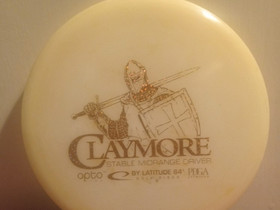 CLAYMORE
STABLE MIDRANGE DRIVER
opto BY LATITUDE 64° PDGA